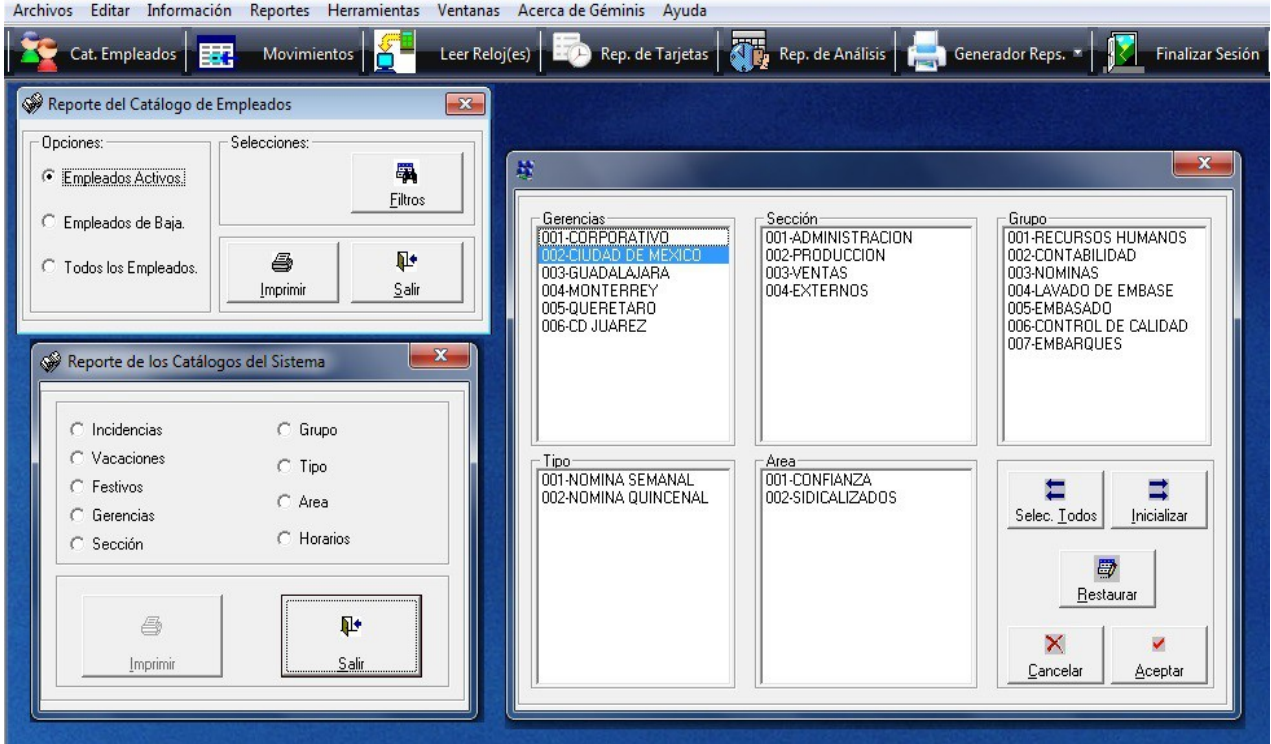 Archivos Editar Información Reportes Herramientas Ventanas Acerca de Géminis Ayuda
Cat. Empleados Movimientos Leer Reloj(es) Rep. de Tarjetas Rep. de Análisis Generador Reps. Finalizar Sesión
Reporte del Catálogo de Empleados
Opciones:
Empleados Activos.
Empleados de Baja.
Todos los Empleados.
Selecciones:
Filtros
Imprimir
Salir
Reporte de los Catálogos del Sistema
Incidencias
Vacaciones
Festivos
Gerencias
Sección
Grupo
Tipo
Area
Horarios
Imprimir
Salir
Gerencias
001-CORPORATIVO
002-CIUDAD DE MEXICO
003-GUADALAJARA
004-MONTERREY
005-QUERETARO
006-CD JUAREZ
Sección
001-ADMINISTRACION
002-PRODUCCION
003-VENTAS
004-EXTERNOS
Grupo
001-RECURSOS HUMANOS
002-CONTABILIDAD
003-NOMINAS
004-LAVADO DE EMBASE
005-EMBASADO
006-CONTROL DE CALIDAD
007-EMBARQUES
Tipo
001-NOMINA SEMANAL
002-NOMINA QUINCENAL
Area
001-CONFIANZA
002-SIDICALIZADOS
Selec. Todos
Inicializar
Restaurar
Cancelar
Aceptar